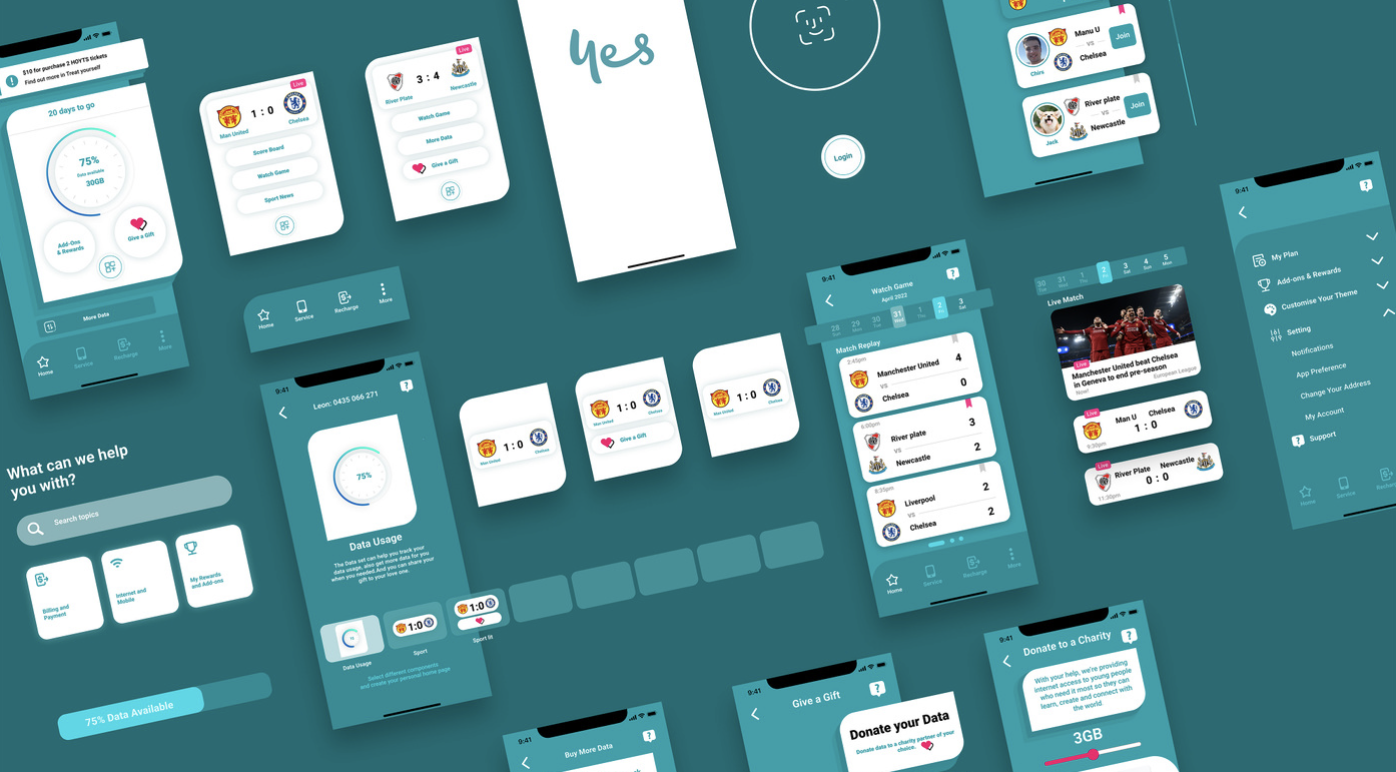 $10 for purchase 2 HOYTS tickets
Find out more in Treat yourself
20 days to go
75%
Data available
30GB
Add-Ons
& Rewards
Give a Gift
More Data
Home
Service
Recharge
More
Live
1 : 0
Man United
Chelsea
Score Board
Watch Game
Sport News
Live
3 : 4
River Plate
Newcastle
Watch Game
More Data
Give a Gift
Home
Service
Recharge
More
yes
Login
Manu U
VS
Chelsea
Join
Chirs
River plate
VS
Newcastle
Join
Jack
9:41
My Plan
Add-ons & Rewards
Customise Your Theme
Setting
Notifications
App Preference
Change Your Address
My Account
Support
Home
Service
What can we help
you with?
Search topics
Billing and
Payment
Internet and
Mobile
My Rewards
and Add-ons
75% Data Available
9:41
Leon: 0435 066 271
75%
Data Usage
The Data set can help you track your
data usage, also get more data for you
when you needed.And you can share your
gift to your love one.
1:0
1:0
Data Usage
Sport
Sport lit
Select different components
and create your personal home page
1:0
Man United
Chelsea
1:0
Man United
Chelsea
Give a Gift
1:0
Man United
Chelsea
9:41
Watch Game
April 2022
28
Sat
29
Mon
30
Tue
31
Wed
1
Thu
2
Fri
3
Sat
Match Replay
2:45pm
Manchester United
4
VS
Chelsea
0
6:00pm
River plate
3
VS
Newcastle
2
8:35pm
Liverpool
2
VS
Chelsea
2
Home
Service
Recharge
More
30
31
1
2
3
4
5
Live Match
Live
Manchester United beat Chelsea
in Geneva to end pre-season
Now!
European League
Live
Man U
Chelsea
1 : 0
9:30pm
Live
River Plate
Newcastle
0 : 0
11:30pm
9:41
Buy More Data
9:41
Give a Gift
Donate your Data
Donate data to a charity partner of your
choice.
9:41
Donate to a Charity
With your help, we're providing
internet access to young people
who need it most so they can
learn, create and connect with
the world.
3GB